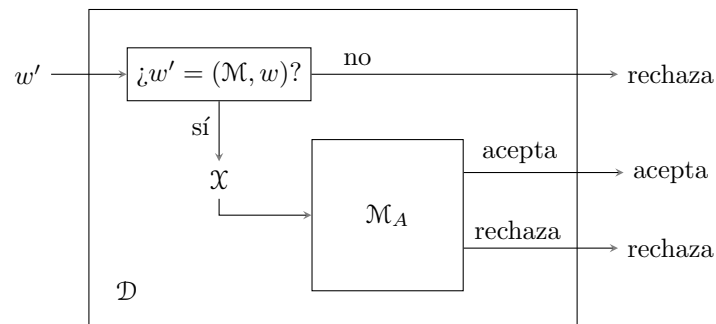 w′
¿w′ = (ℳ, w)?
no
rechaza
sí
𝔛
ℳ_A
acepta
acepta
rechaza
rechaza
𝒟